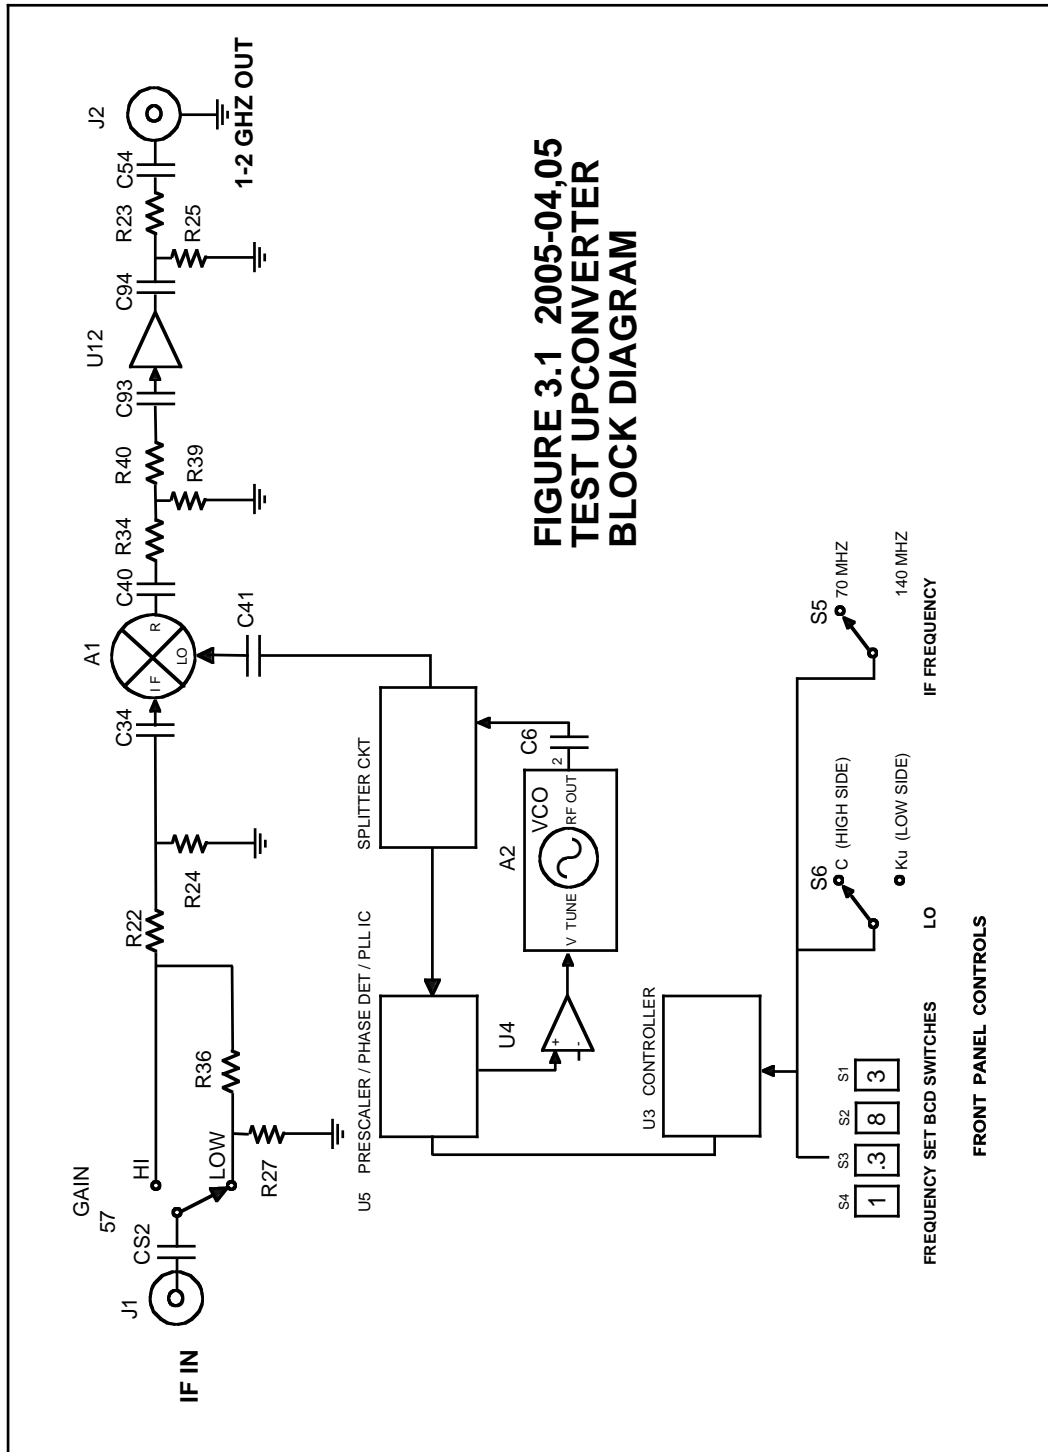 GAIN
57
HI
LOW
IF IN
J1
CS2
R27
R36
R22
R24
C34
A1
IF
R
LO
C40
R34
R39
R40
C93
U12
C94
R25
R23
C54
J2
1-2 GHZ OUT
C41
SPLITTER CKT
C6
2
A2
VCO
V TUNE
RF OUT
U4
+
-
U5 PRESCALER / PHASE DET / PLL IC
U3 CONTROLLER
FIGURE 3.1 2005-04,05
TEST UPCONVERTER
BLOCK DIAGRAM
S4 S3 S2 S1
1 .3 8 3
FREQUENCY SET BCD SWITCHES
S6
C (HIGH SIDE)
Ku (LOW SIDE)
LO
S5
70 MHZ
140 MHZ
IF FREQUENCY
FRONT PANEL CONTROLS